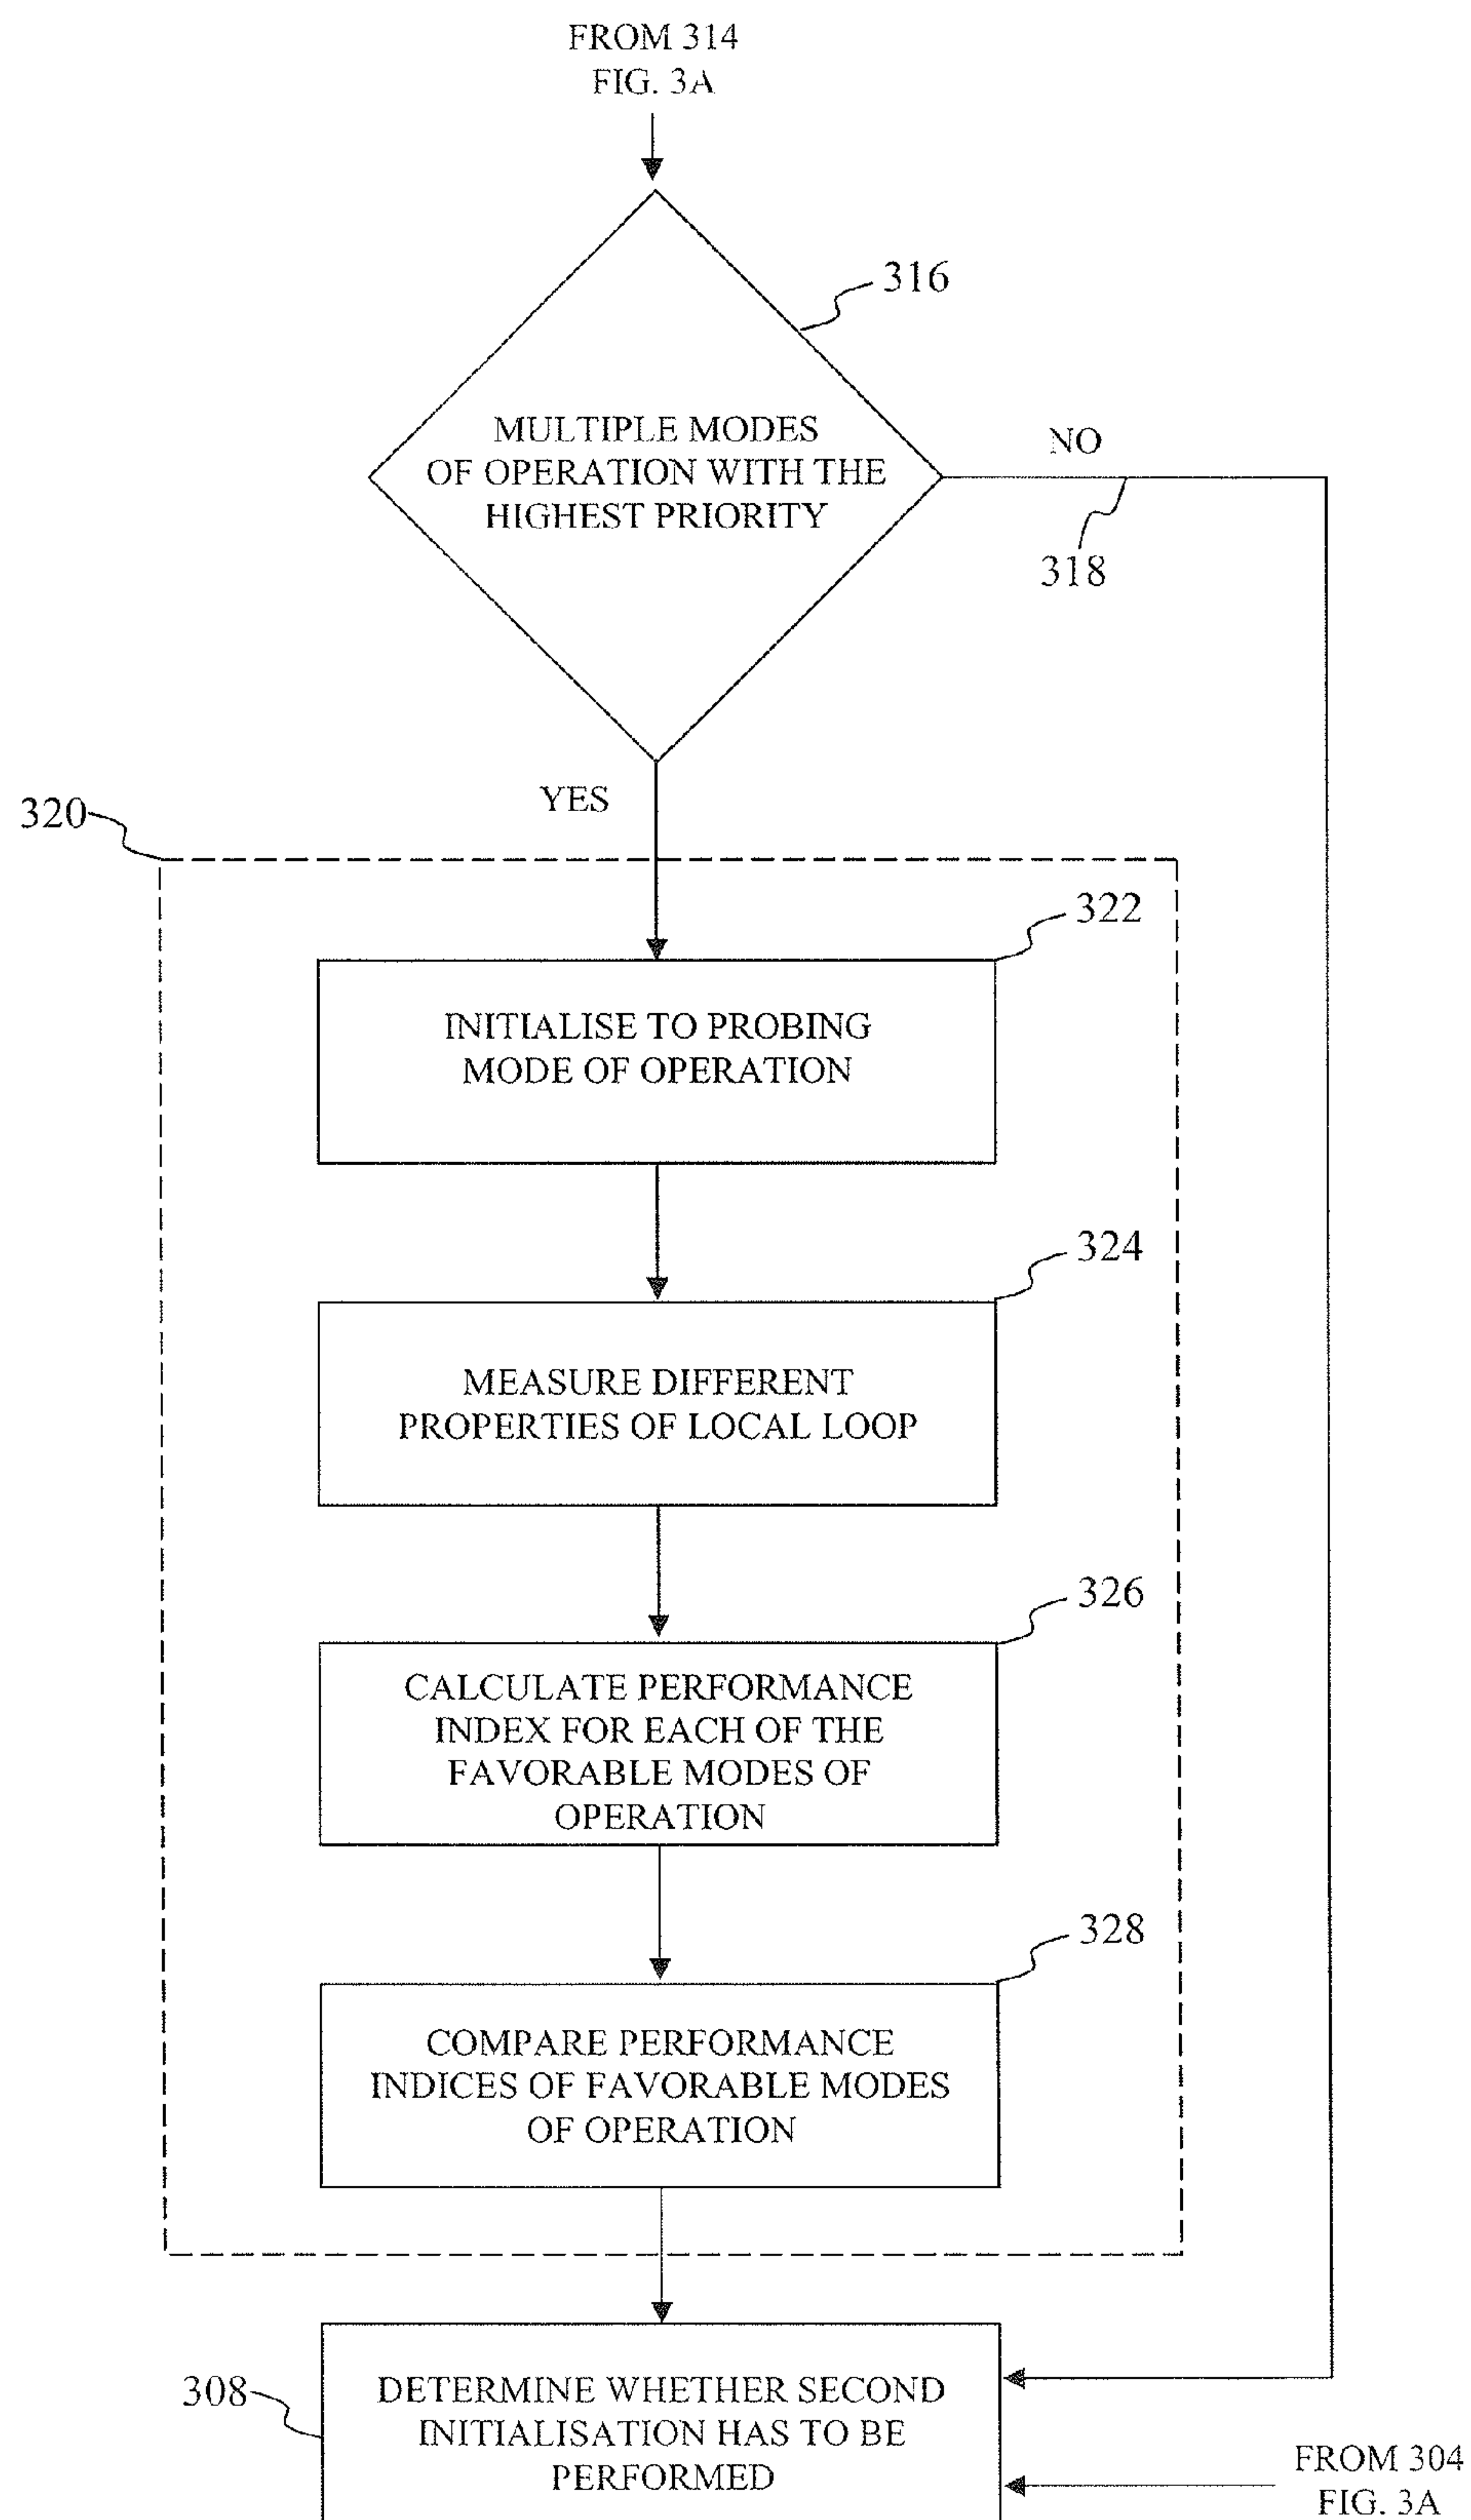 FROM 314
FIG. 3A
316
MULTIPLE MODES
OF OPERATION WITH THE
HIGHEST PRIORITY
NO
318
YES
320
322
INITIALISE TO PROBING
MODE OF OPERATION
324
MEASURE DIFFERENT
PROPERTIES OF LOCAL LOOP
326
CALCULATE PERFORMANCE
INDEX FOR EACH OF THE
FAVORABLE MODES OF
OPERATION
328
COMPARE PERFORMANCE
INDICES OF FAVORABLE MODES
OF OPERATION
308
DETERMINE WHETHER SECOND
INITIALISATION HAS TO BE
PERFORMED
FROM 304
FIG. 3A